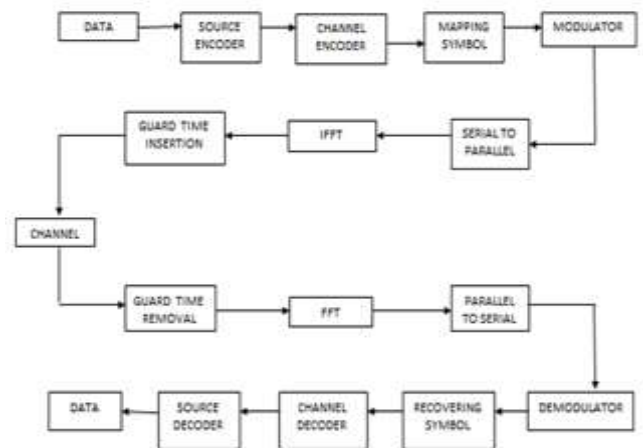 DATA
SOURCE
ENCODER
CHANNEL
ENCODER
MAPPING
SYMBOL
MODULATOR
GUARD TIME
INSERTION
IFFT
SERIAL TO
PARALLEL
CHANNEL
GUARD TIME
REMOVAL
FFT
PARALLEL
TO SERIAL
DATA
SOURCE
DECODER
CHANNEL
DECODER
RECOVERING
SYMBOL
DEMODULATOR